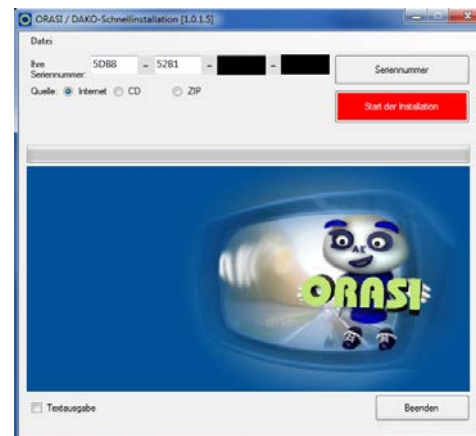 ORASI / DAKO-Schnellinstallation [1.0.1.5]
Datei
Ihre Seriennummer: 5DB8 - 52B1 - -
Seriennummer
Quelle: Internet CD ZIP
Start der Installation
AK
ORASI
Textausgabe
Beenden